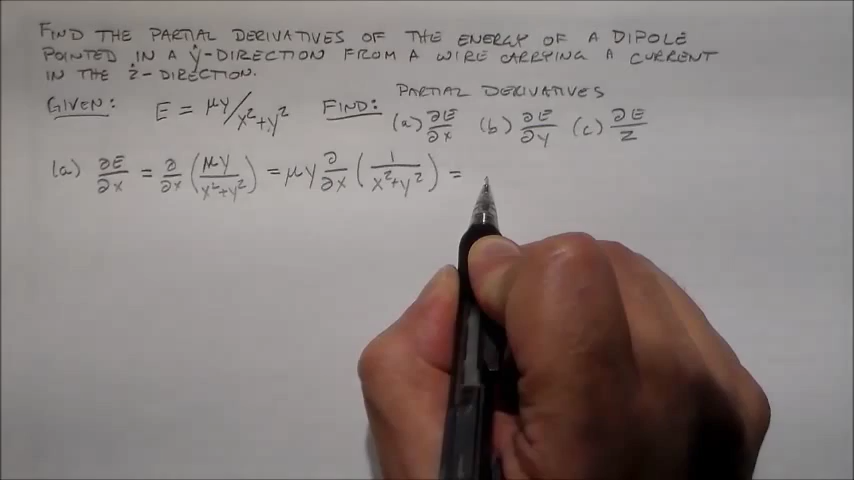 FIND THE PARTIAL DERIVATIVES OF THE ENERGY OF A DIPOLE
POINTED IN A ŷ-DIRECTION FROM A WIRE CARRYING A CURRENT
IN THE ẑ-DIRECTION.
GIVEN: E = μy/x²+y² FIND: PARTIAL DERIVATIVES
(a) ∂E/∂x (b) ∂E/∂y (c) ∂E/z
(a) ∂E/∂x = ∂/∂x (μy/x²+y²) = μy ∂/∂x (1/x²+y²) =